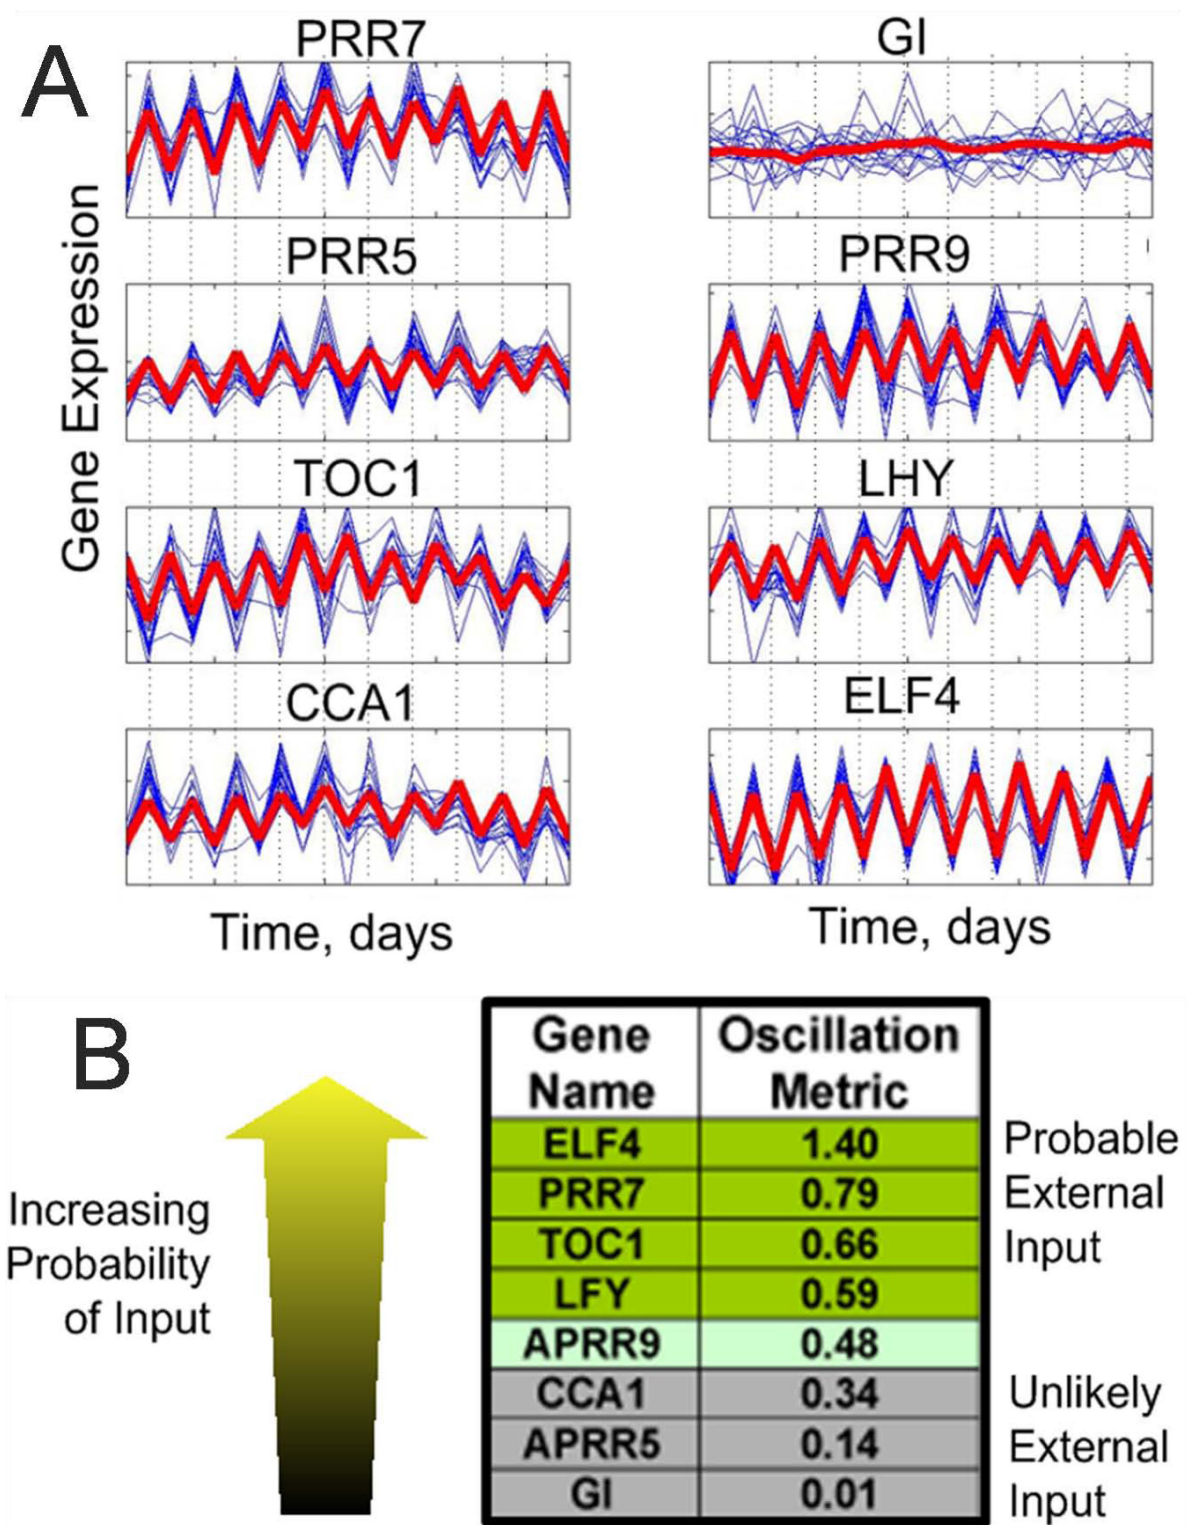 A
PRR7
GI
PRR5
PRR9
TOC1
LHY
CCA1
ELF4
Gene Expression
Time, days
Time, days
B
Increasing
Probability
of Input
Gene
Name
Oscillation
Metric
ELF4 1.40
PRR7 0.79
TOC1 0.66
LFY 0.59
APRR9 0.48
CCA1 0.34
APRR5 0.14
GI 0.01
Probable
External
Input
Unlikely
External
Input